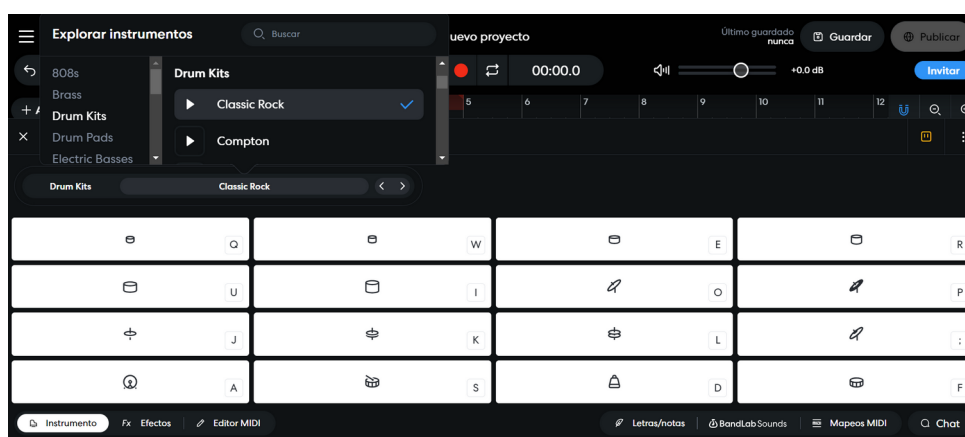 Explorar instrumentos
Buscar
uevo proyecto
Último guardado
nunca
Guardar
Publicar
808s
Brass
Drum Kits
Drum Pads
Electric Basses
Drum Kits
Classic Rock
Compton
00:00.0
+0.0 dB
Invitar
5 6 7 8 9 10 11 12
Drum Kits
Classic Rock
Q W E R
U I O P
J K L ;
A S D F
Instrumento
Fx Efectos
Editor MIDI
Letras/notas
BandLab Sounds
Mapeos MIDI
Chat